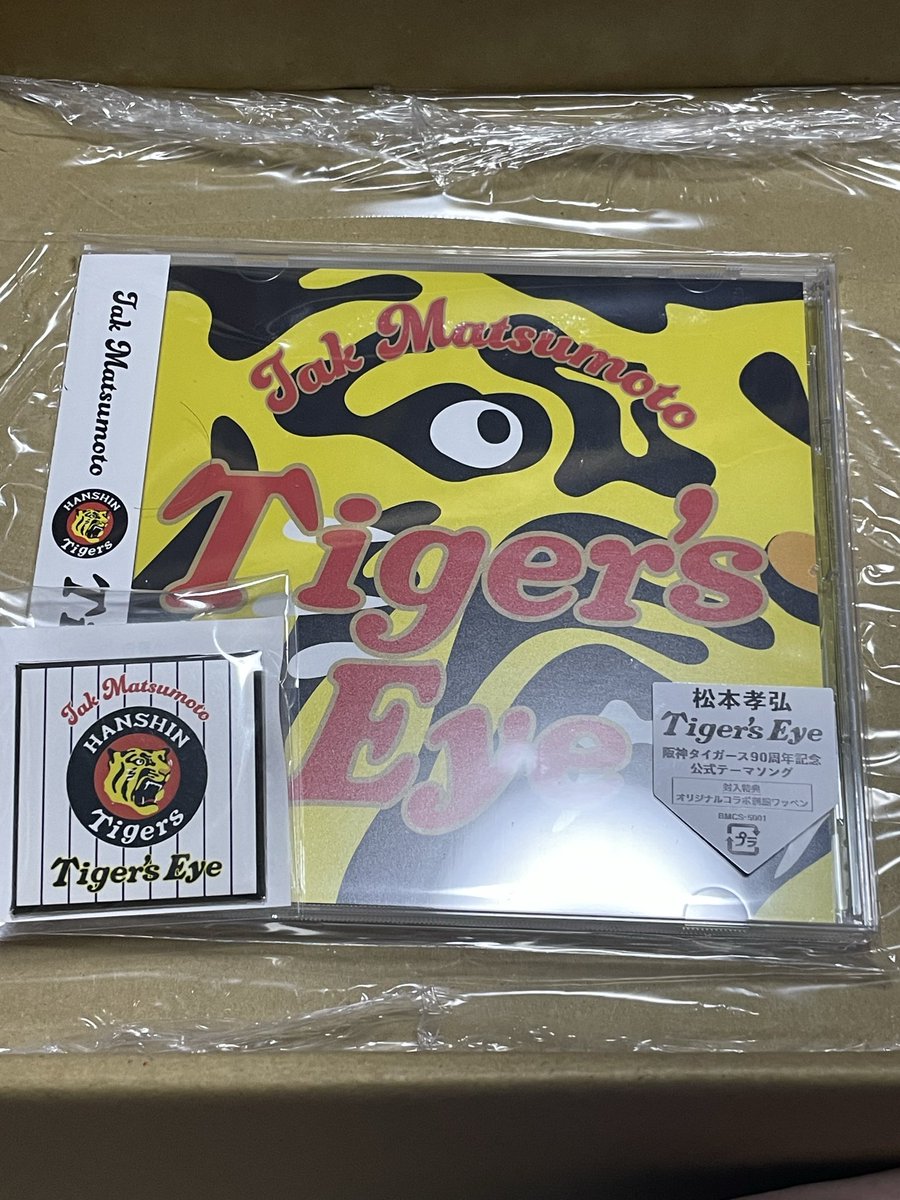 Tak Matsumoto
HANSHIN
Tigers
Tak Matsumoto
Tiger's
Eye
Tak Matsumoto
HANSHIN
Tigers
Tiger's Eye
松本孝弘
Tiger's Eye
阪神タイガース90周年記念
公式テーマソング
封入特典
オリジナルコラボ刺繍ワッペン
BMCS-5001
プラ